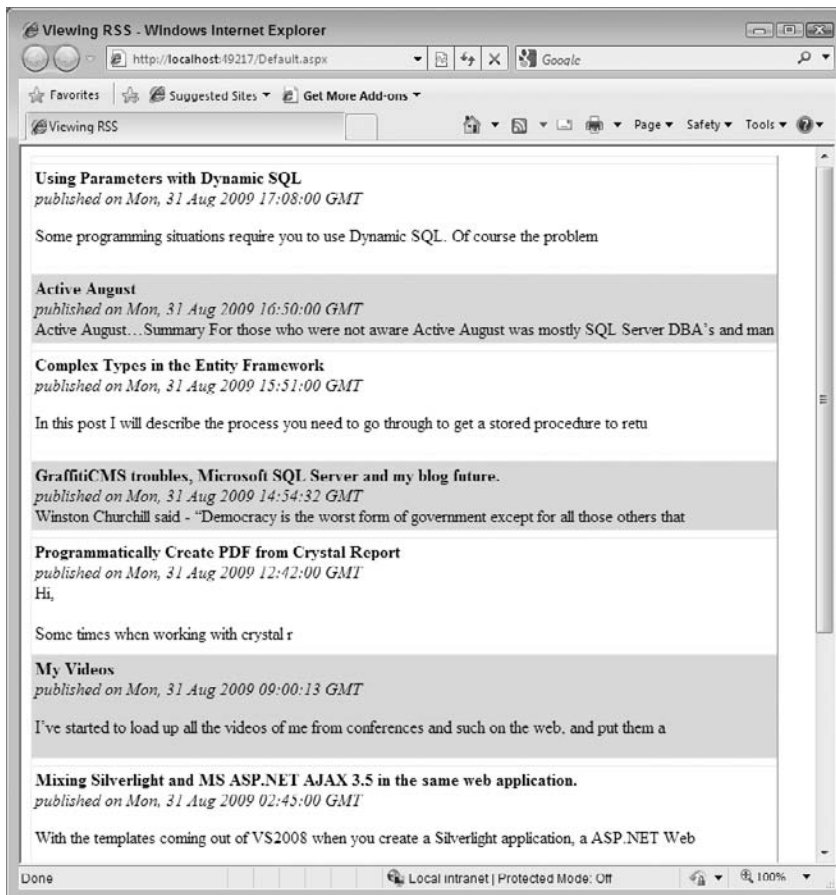 Viewing RSS - Windows Internet Explorer
http://localhost:49217/Default.aspx
Google
Favorites Suggested Sites Get More Add-ons
Viewing RSS
Page Safety Tools
Using Parameters with Dynamic SQL
published on Mon, 31 Aug 2009 17:08:00 GMT
Some programming situations require you to use Dynamic SQL. Of course the problem
Active August
published on Mon, 31 Aug 2009 16:50:00 GMT
Active August…Summary For those who were not aware Active August was mostly SQL Server DBA’s and man
Complex Types in the Entity Framework
published on Mon, 31 Aug 2009 15:51:00 GMT
In this post I will describe the process you need to go through to get a stored procedure to retu
GraffitiCMS troubles, Microsoft SQL Server and my blog future.
published on Mon, 31 Aug 2009 14:54:32 GMT
Winston Churchill said - “Democracy is the worst form of government except for all those others that
Programmatically Create PDF from Crystal Report
published on Mon, 31 Aug 2009 12:42:00 GMT
Hi,
Some times when working with crystal r
My Videos
published on Mon, 31 Aug 2009 09:00:13 GMT
I’ve started to load up all the videos of me from conferences and such on the web, and put them a
Mixing Silverlight and MS ASP.NET AJAX 3.5 in the same web application.
published on Mon, 31 Aug 2009 02:45:00 GMT
With the templates coming out of VS2008 when you create a Silverlight application, a ASP.NET Web
Done Local intranet | Protected Mode: Off 100%